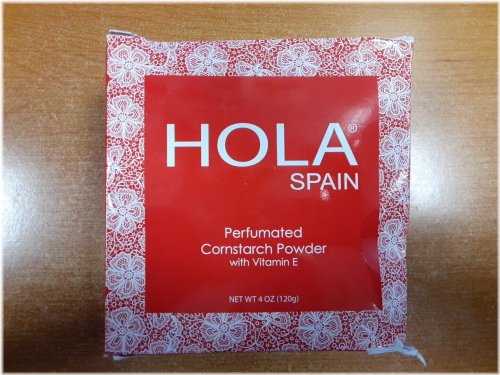 HOLA®
SPAIN
Perfumated
Cornstarch Powder
with Vitamin E
NET WT 4 OZ (120g)